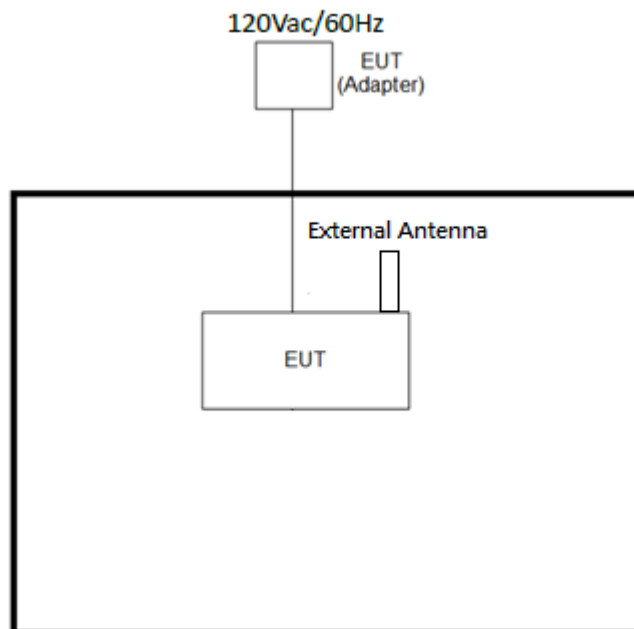 120Vac/60Hz
EUT
(Adapter)
External Antenna
EUT